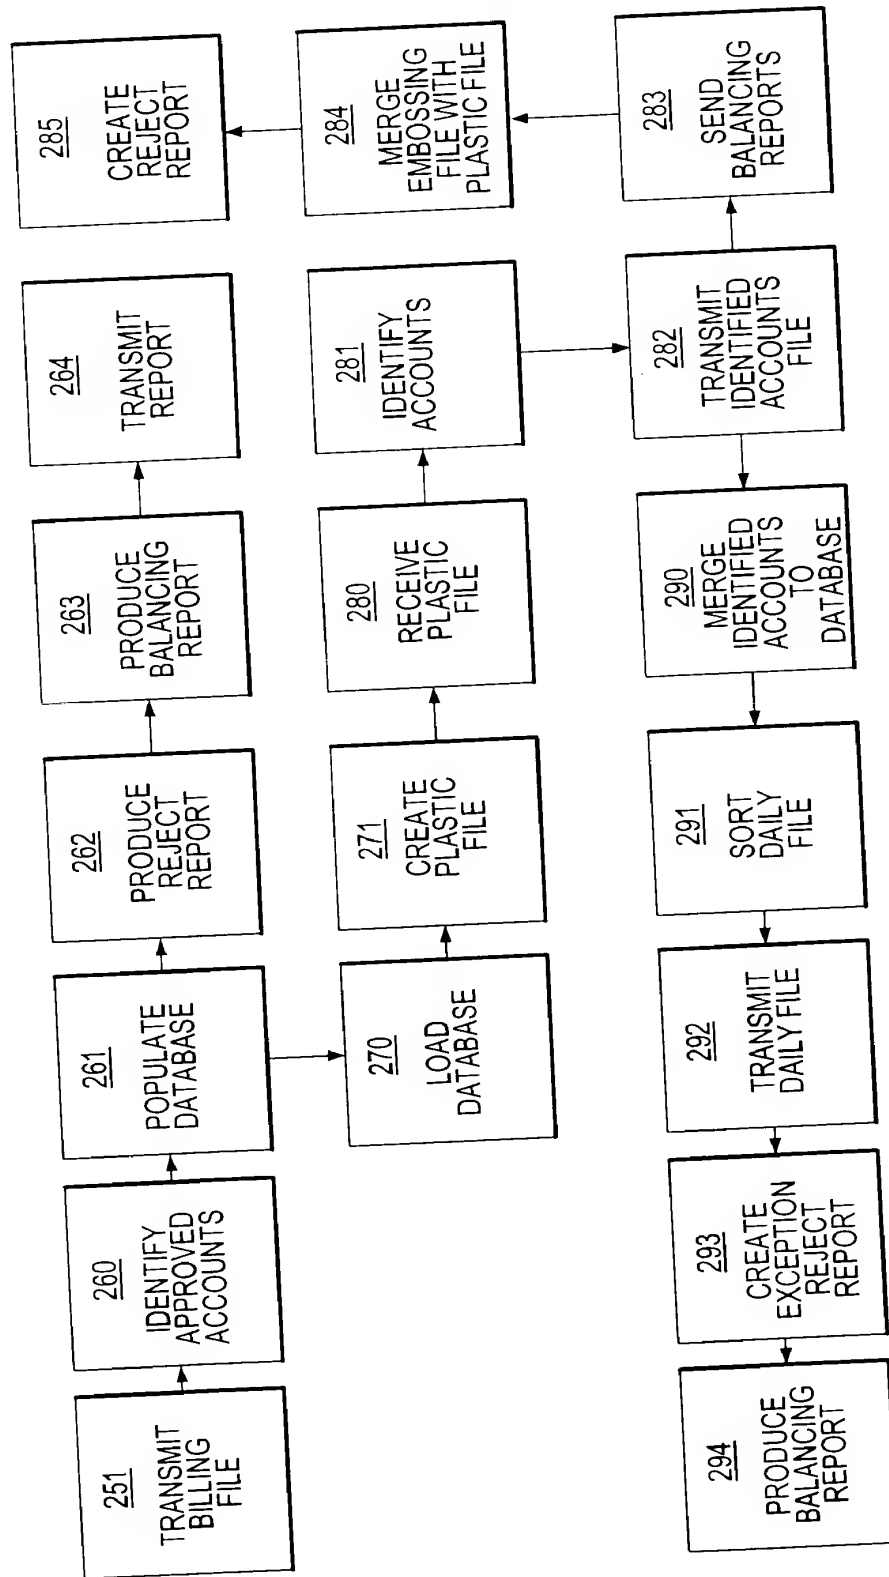 251
TRANSMIT
BILLING
FILE
260
IDENTIFY
APPROVED
ACCOUNTS
261
POPULATE
DATABASE
262
PRODUCE
REJECT
REPORT
263
PRODUCE
BALANCING
REPORT
264
TRANSMIT
REPORT
270
LOAD
DATABASE
271
CREATE
PLASTIC
FILE
280
RECEIVE
PLASTIC
FILE
281
IDENTIFY
ACCOUNTS
282
TRANSMIT
IDENTIFIED
ACCOUNTS
FILE
283
SEND
BALANCING
REPORTS
284
MERGE
EMBOSSING
FILE WITH
PLASTIC FILE
285
CREATE
REJECT
REPORT
290
MERGE
IDENTIFIED
ACCOUNTS
TO
DATABASE
291
SORT
DAILY
FILE
292
TRANSMIT
DAILY FILE
293
CREATE
EXCEPTION
REJECT
REPORT
294
PRODUCE
BALANCING
REPORT